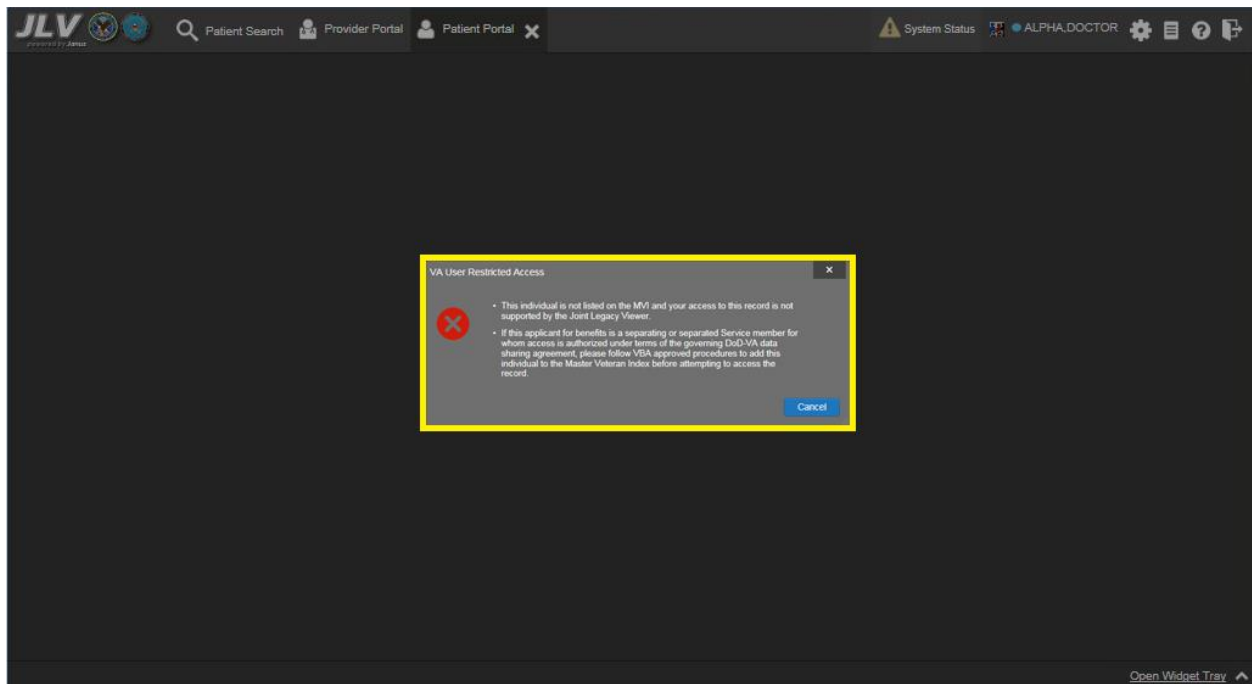 JLV Patient Search Provider Portal Patient Portal System Status ALPHA,DOCTOR
powered by Janus
VA User Restricted Access
• This individual is not listed on the MVI and your access to this record is not
supported by the Joint Legacy Viewer.
• If this applicant for benefits is a separating or separated Service member for
whom access is authorized under terms of the governing DoD-VA data
sharing agreement, please follow VBA approved procedures to add this
individual to the Master Veteran Index before attempting to access the
record.
Cancel
Open Widget Tray